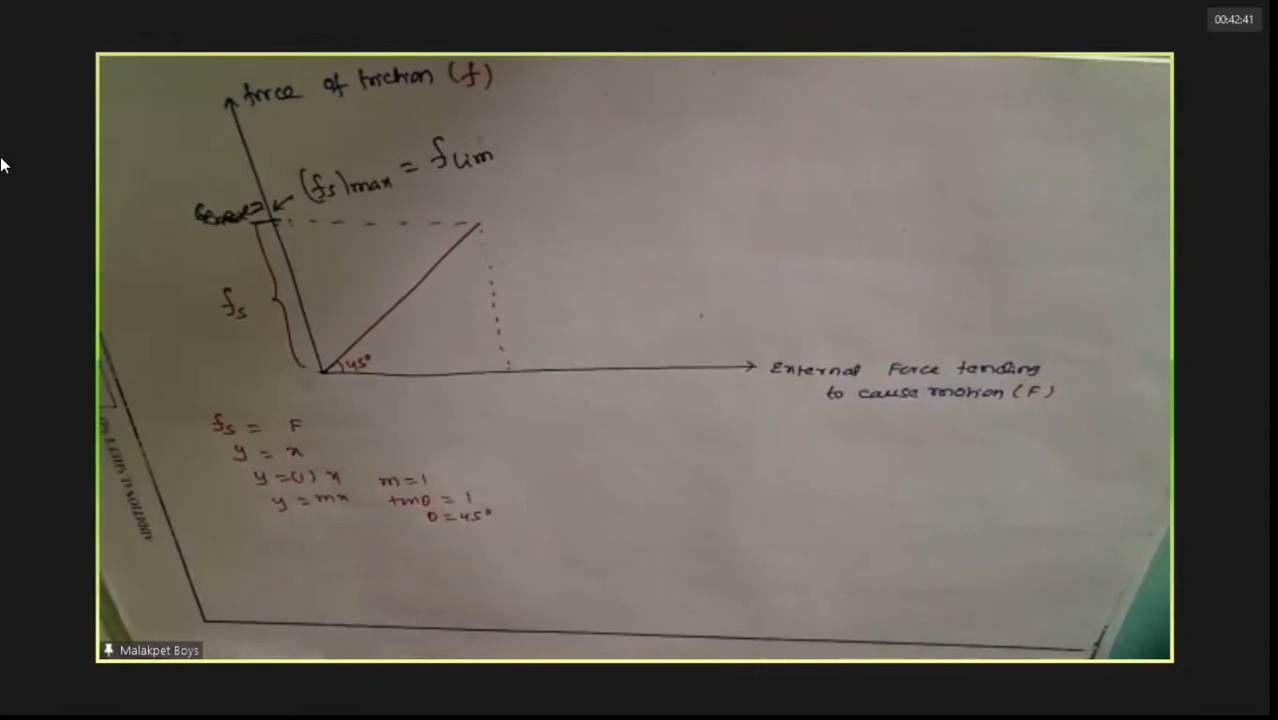 00:42:41
force of friction (f)
(fs)max = flim
fs
45°
External Force tending
to cause motion (F)
fs = F
y = x
y = (1) x m = 1
y = mx tanθ = 1
θ = 45°
Malakpet Boys